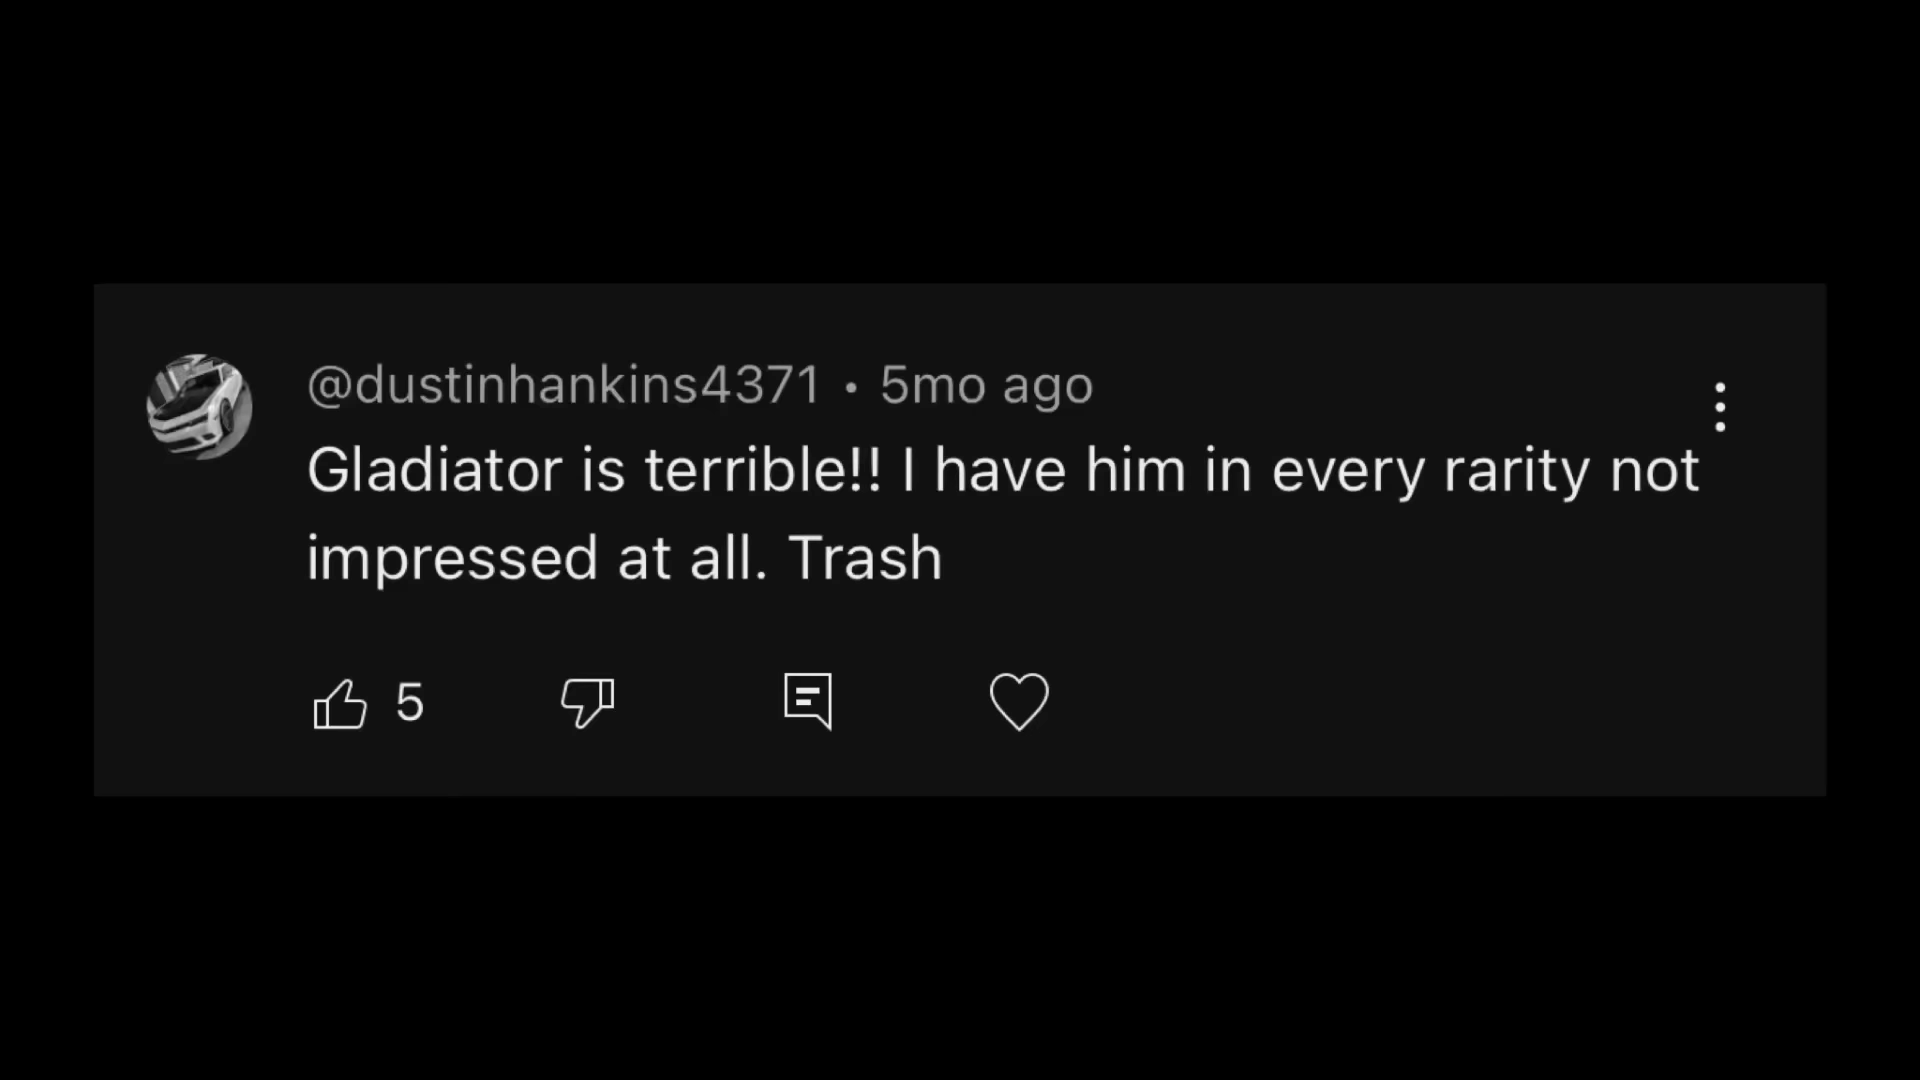 @dustinhankins4371 • 5mo ago
Gladiator is terrible!! I have him in every rarity not
impressed at all. Trash
5